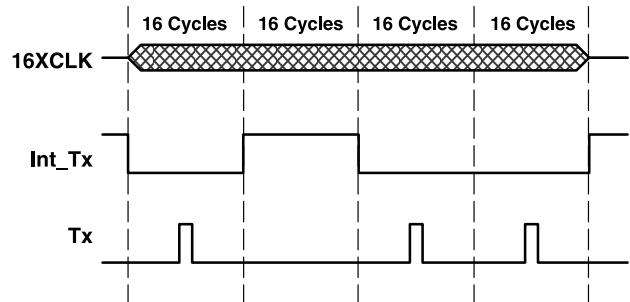 16 Cycles 16 Cycles 16 Cycles 16 Cycles
16XCLK
Int_Tx
Tx